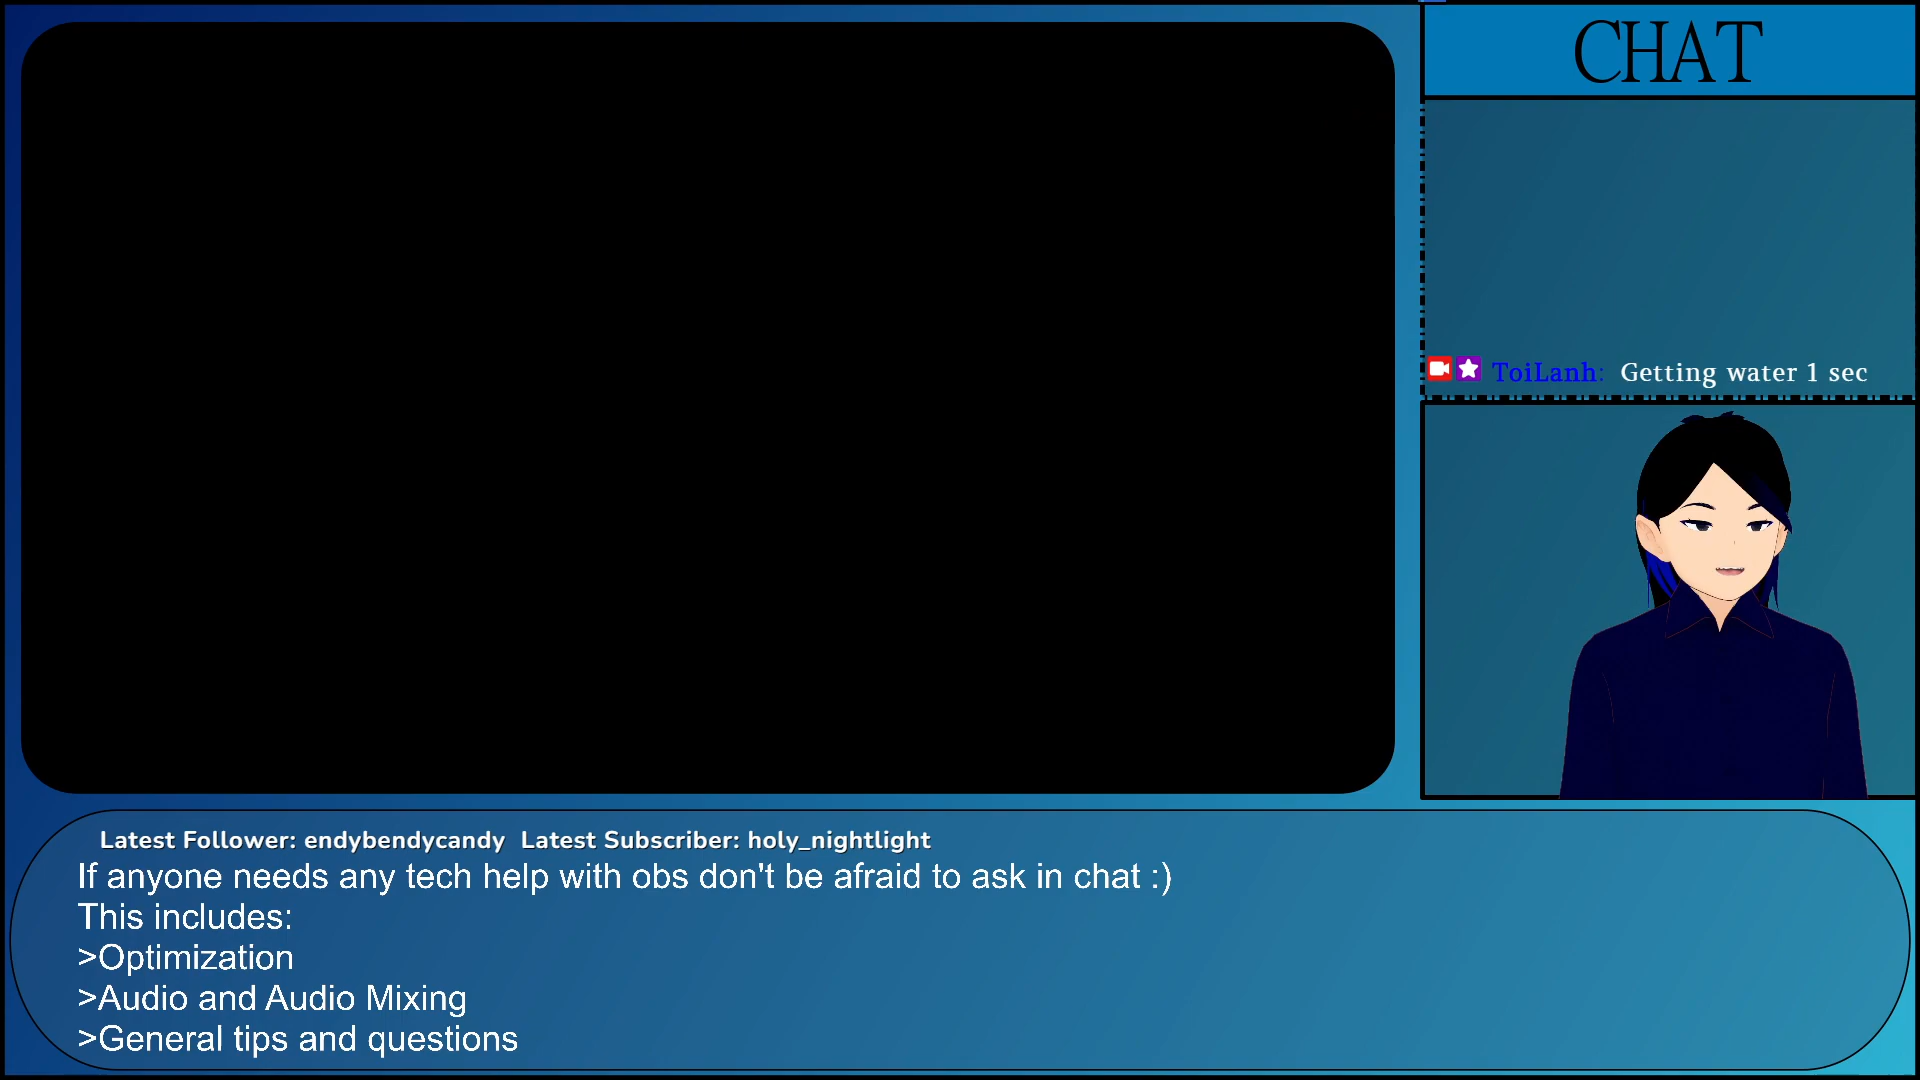 CHAT
ToiLanh: Getting water 1 sec
Latest Follower: endybendycandy Latest Subscriber: holy_nightlight
If anyone needs any tech help with obs don't be afraid to ask in chat :)
This includes:
>Optimization
>Audio and Audio Mixing
>General tips and questions